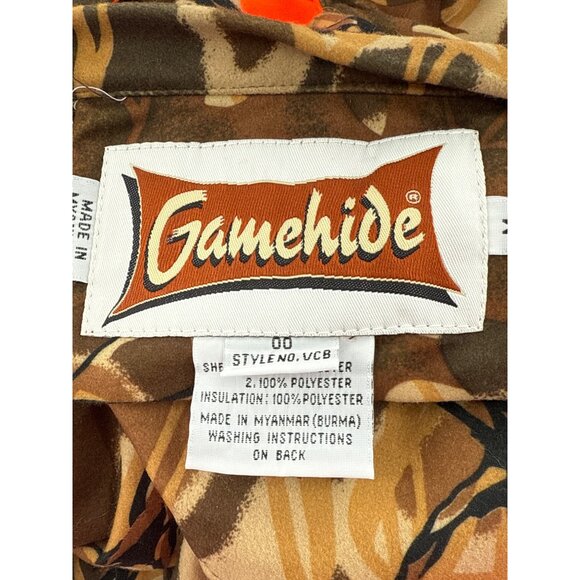 Gamehide®
MADE IN
OO
STYLE NO. VCB
2. 100% POLYESTER
INSULATION: 100% POLYESTER
MADE IN MYANMAR (BURMA)
WASHING INSTRUCTIONS
ON BACK